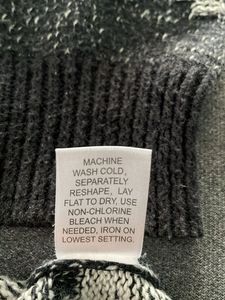 MACHINE
WASH COLD,
SEPARATELY
RESHAPE, LAY
FLAT TO DRY, USE
NON-CHLORINE
BLEACH WHEN
NEEDED, IRON ON
LOWEST SETTING.